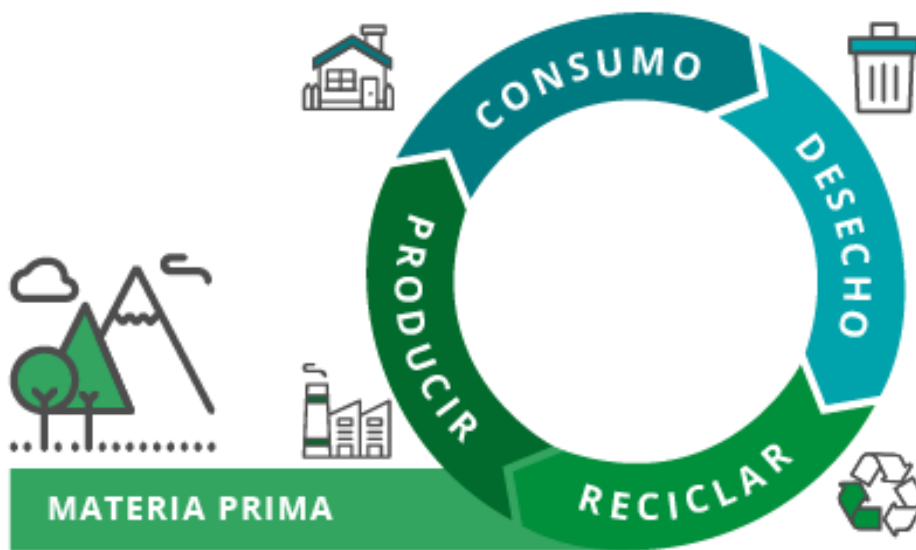 CONSUMO
DESECHO
PRODUCIR
RECICLAR
MATERIA PRIMA